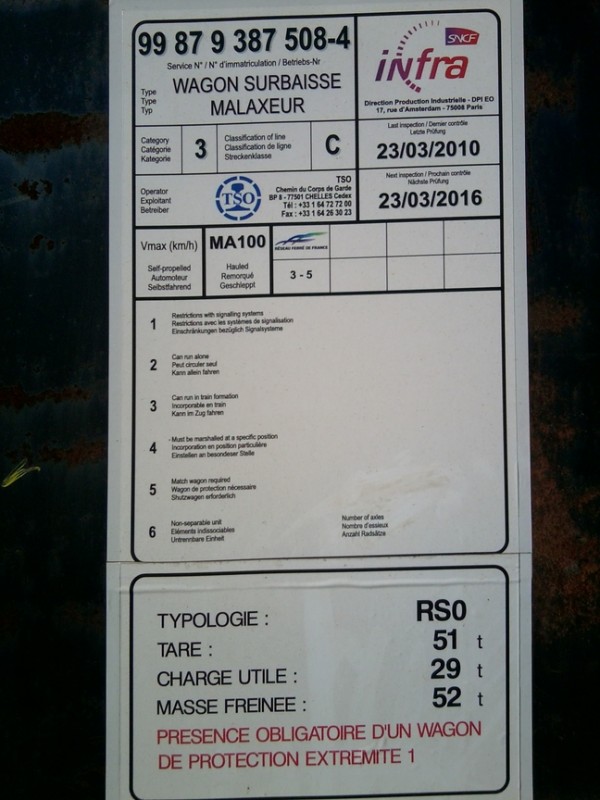 99 87 9 387 508-4
Service N° / N° d'immatriculation / Betriebs-Nr
Type
Type
Typ
WAGON SURBAISSE
MALAXEUR
SNCF
infra
Direction Production Industrielle - DPI EO
17, rue d'Amsterdam - 75008 Paris
Category
Catégorie
Kategorie
3
Classification of line
Classification de ligne
Streckenklasse
C
Last inspection / Dernier contrôle
Letzte Prüfung
23/03/2010
Operator
Exploitant
Betreiber
TSO
TSO
Chemin du Corps de Garde
BP 8 - 77501 CHELLES Cedex
Tél : +33 1 64 72 72 00
Fax : +33 1 64 26 30 23
Next inspection / Prochain contrôle
Nächste Prüfung
23/03/2016
Vmax (km/h)
MA100
RÉSEAU FERRÉ DE FRANCE
Self-propelled
Automoteur
Selbstfahrend
Hauled
Remorqué
Geschleppt
3 - 5
1
Restrictions with signalling systems
Restrictions avec les systèmes de signalisation
Einschränkungen bezüglich Signalsysteme
2
Can run alone
Peut circuler seul
Kann allein fahren
3
Can run in train formation
Incorporable en train
Kann im Zug fahren
4
Must be marshalled at a specific position
Incorporation en position particulière
Einstellen an besondeser Stelle
5
Match wagon required
Wagon de protection nécessaire
Shutzwagen erforderlich
6
Non-separable unit
Eléments indissociables
Untrennbare Einheit
Number of axles
Nombre d'essieux
Anzahl Radsätze
TYPOLOGIE : RS0
TARE : 51 t
CHARGE UTILE : 29 t
MASSE FREINEE : 52 t
PRESENCE OBLIGATOIRE D'UN WAGON
DE PROTECTION EXTREMITE 1